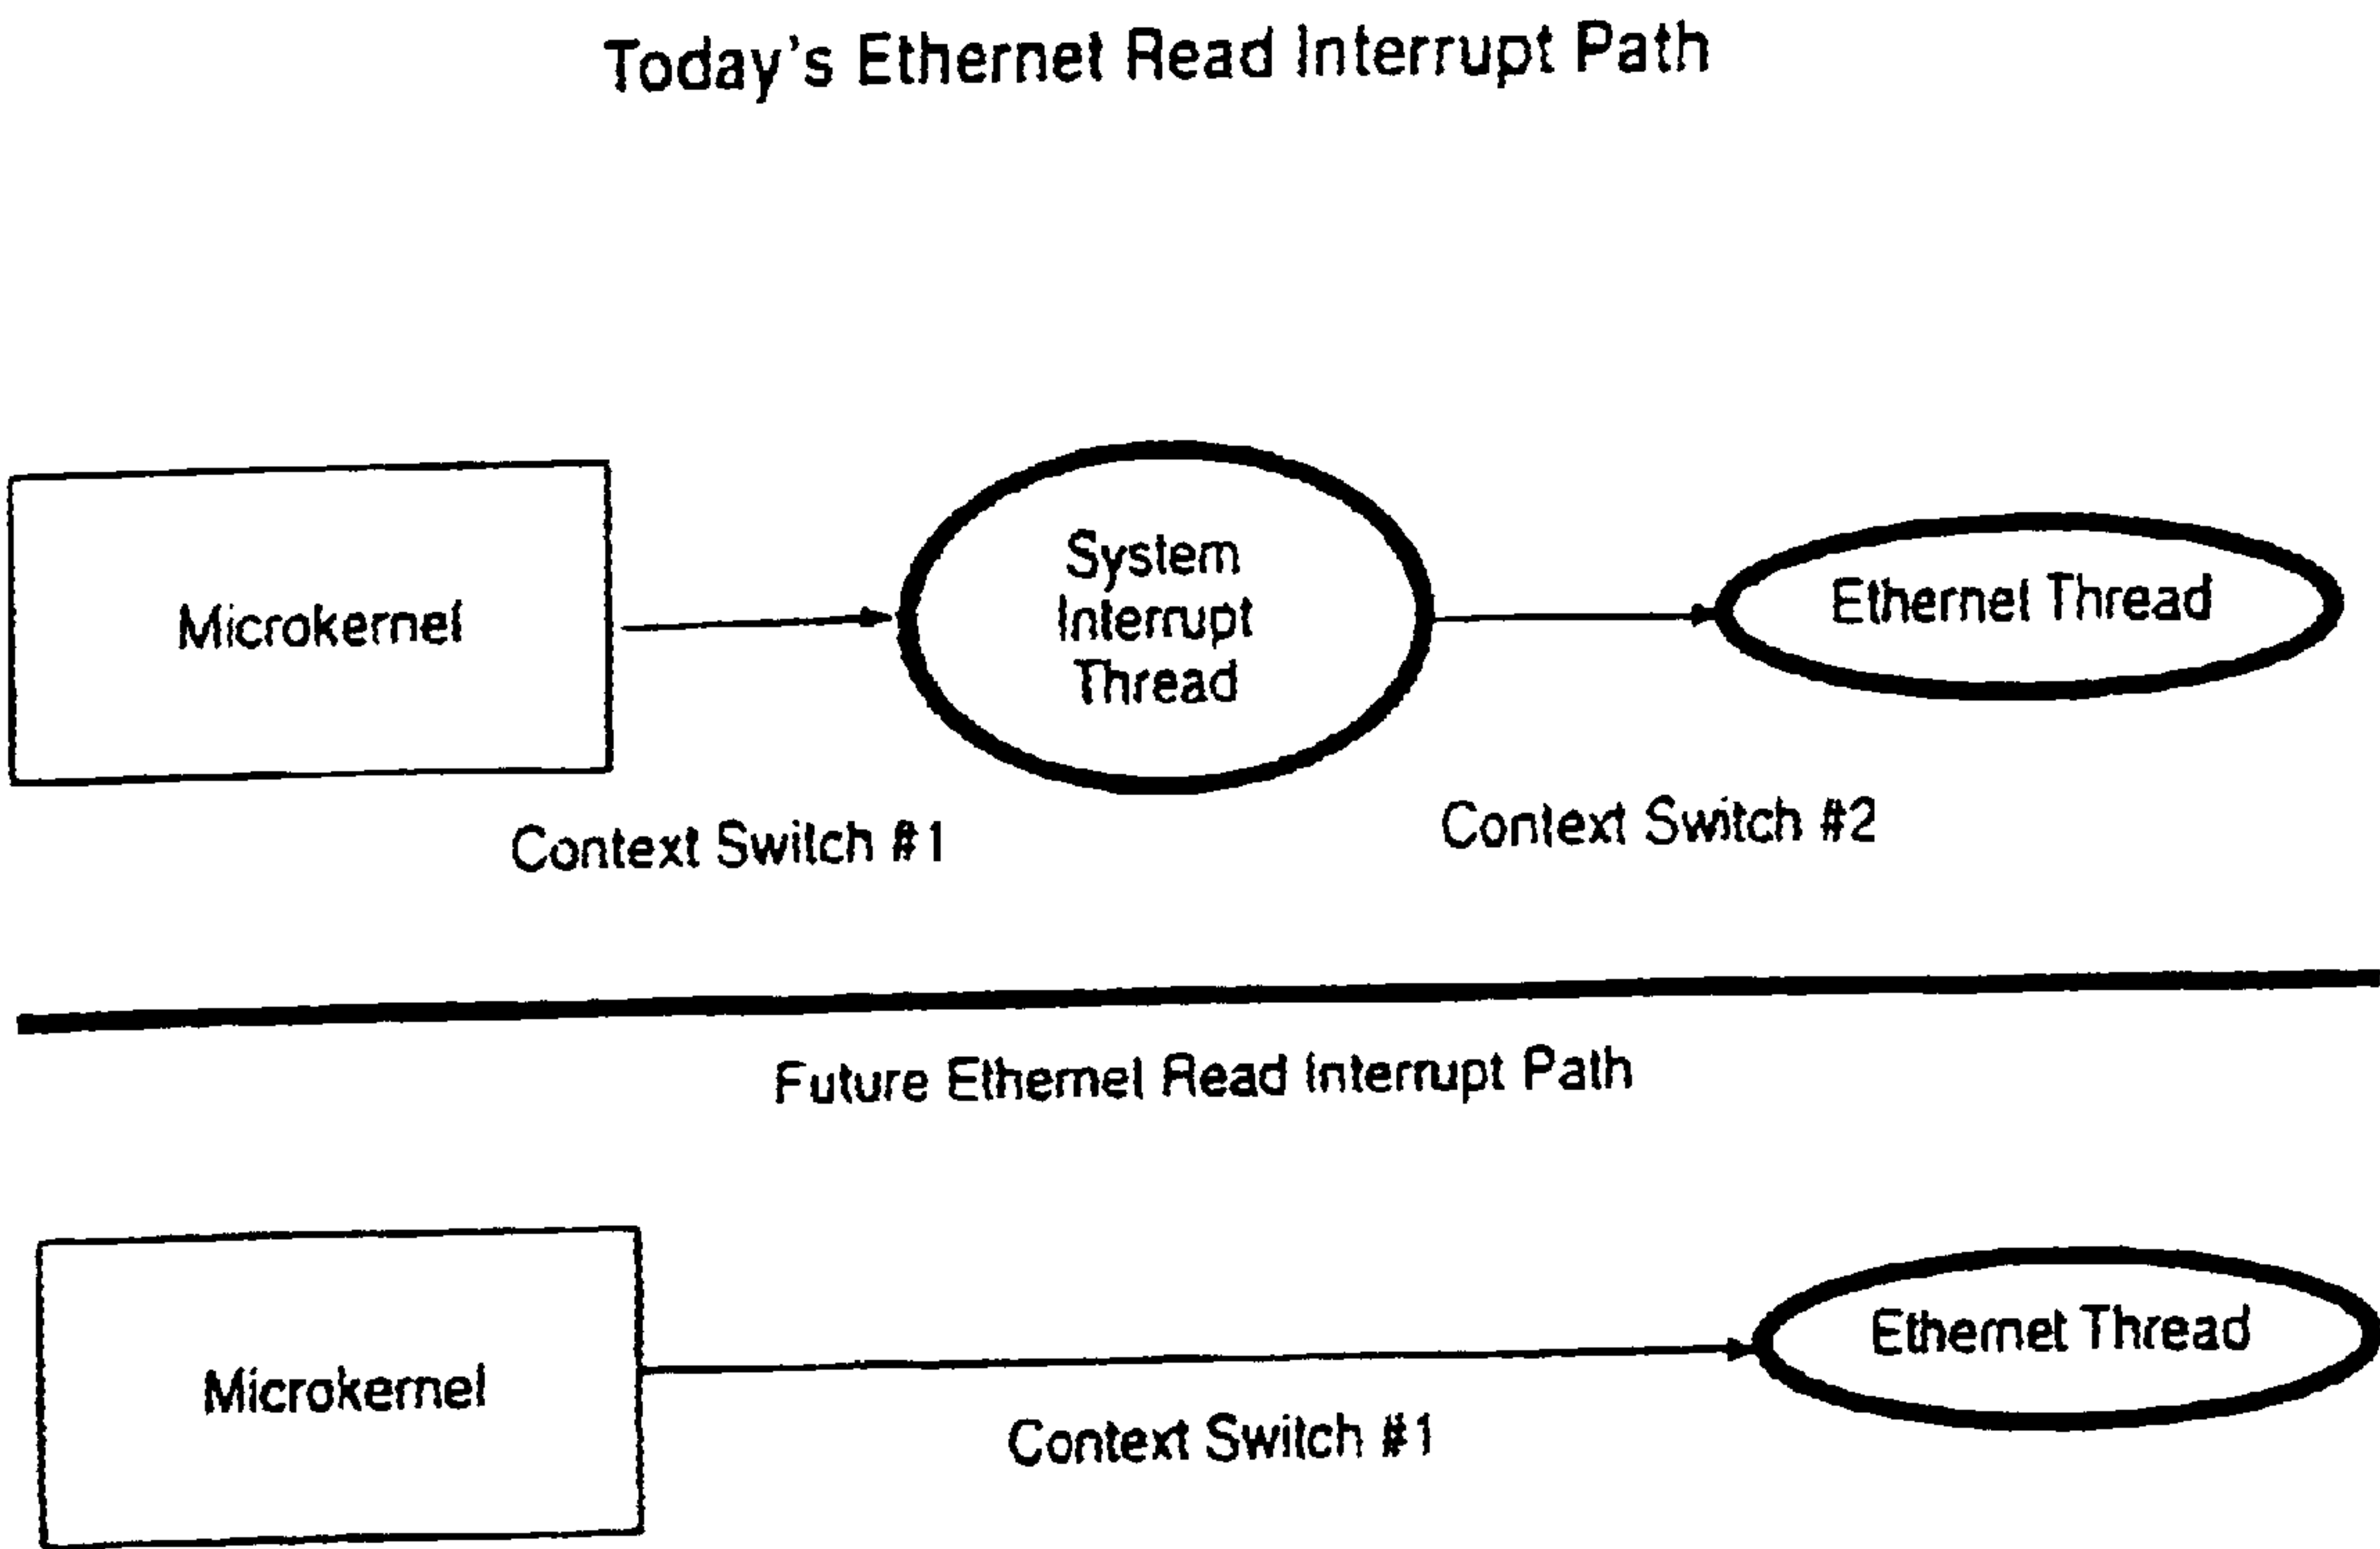 Today's Ethernet Read Interrupt Path
Microkernel
System
Interrupt
Thread
Ethernet Thread
Context Switch #1
Context Switch #2
Future Ethernet Read Interrupt Path
Microkernel
Ethernet Thread
Context Switch #1